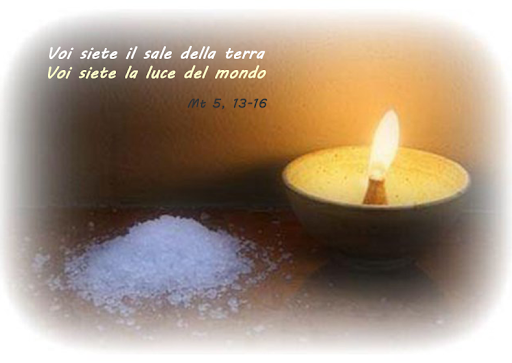 Voi siete il sale della terra
Voi siete la luce del mondo
Mt 5, 13-16